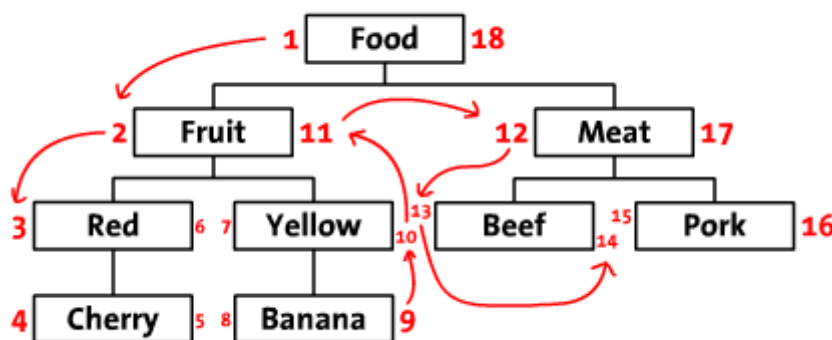 1 Food 18
2 Fruit 11 12 Meat 17
3 Red 6 7 Yellow 10 13 Beef 14 15 Pork 16
4 Cherry 5 8 Banana 9